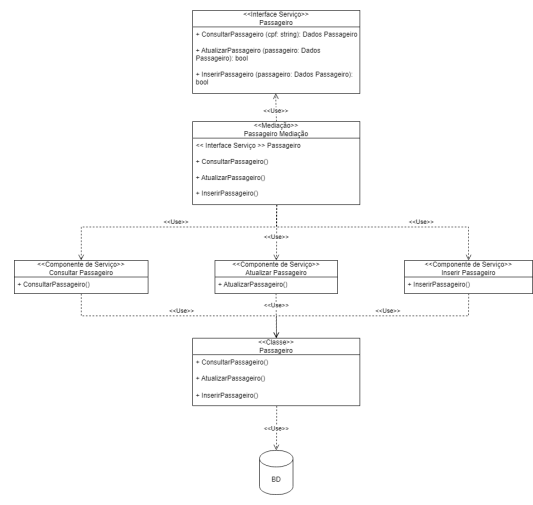 <<Interface Serviço>>
Passageiro
+ ConsultarPassageiro (cpf: string): Dados Passageiro
+ AtualizarPassageiro (passageiro: Dados
Passageiro): bool
+ InserirPassageiro (passageiro: Dados Passageiro):
bool
<<Use>>
<<Mediação>>
Passageiro Mediação
<< Interface Serviço >> Passageiro
+ ConsultarPassageiro()
+ AtualizarPassageiro()
+ InserirPassageiro()
<<Use>>
<<Use>>
<<Use>>
<<Componente de Serviço>>
Consultar Passageiro
+ ConsultarPassageiro()
<<Componente de Serviço>>
Atualizar Passageiro
+ AtualizarPassageiro()
<<Componente de Serviço>>
Inserir Passageiro
+ InserirPassageiro()
<<Use>>
<<Use>>
<<Use>>
<<Classe>>
Passageiro
+ ConsultarPassageiro()
+ AtualizarPassageiro()
+ InserirPassageiro()
<<Use>>
BD